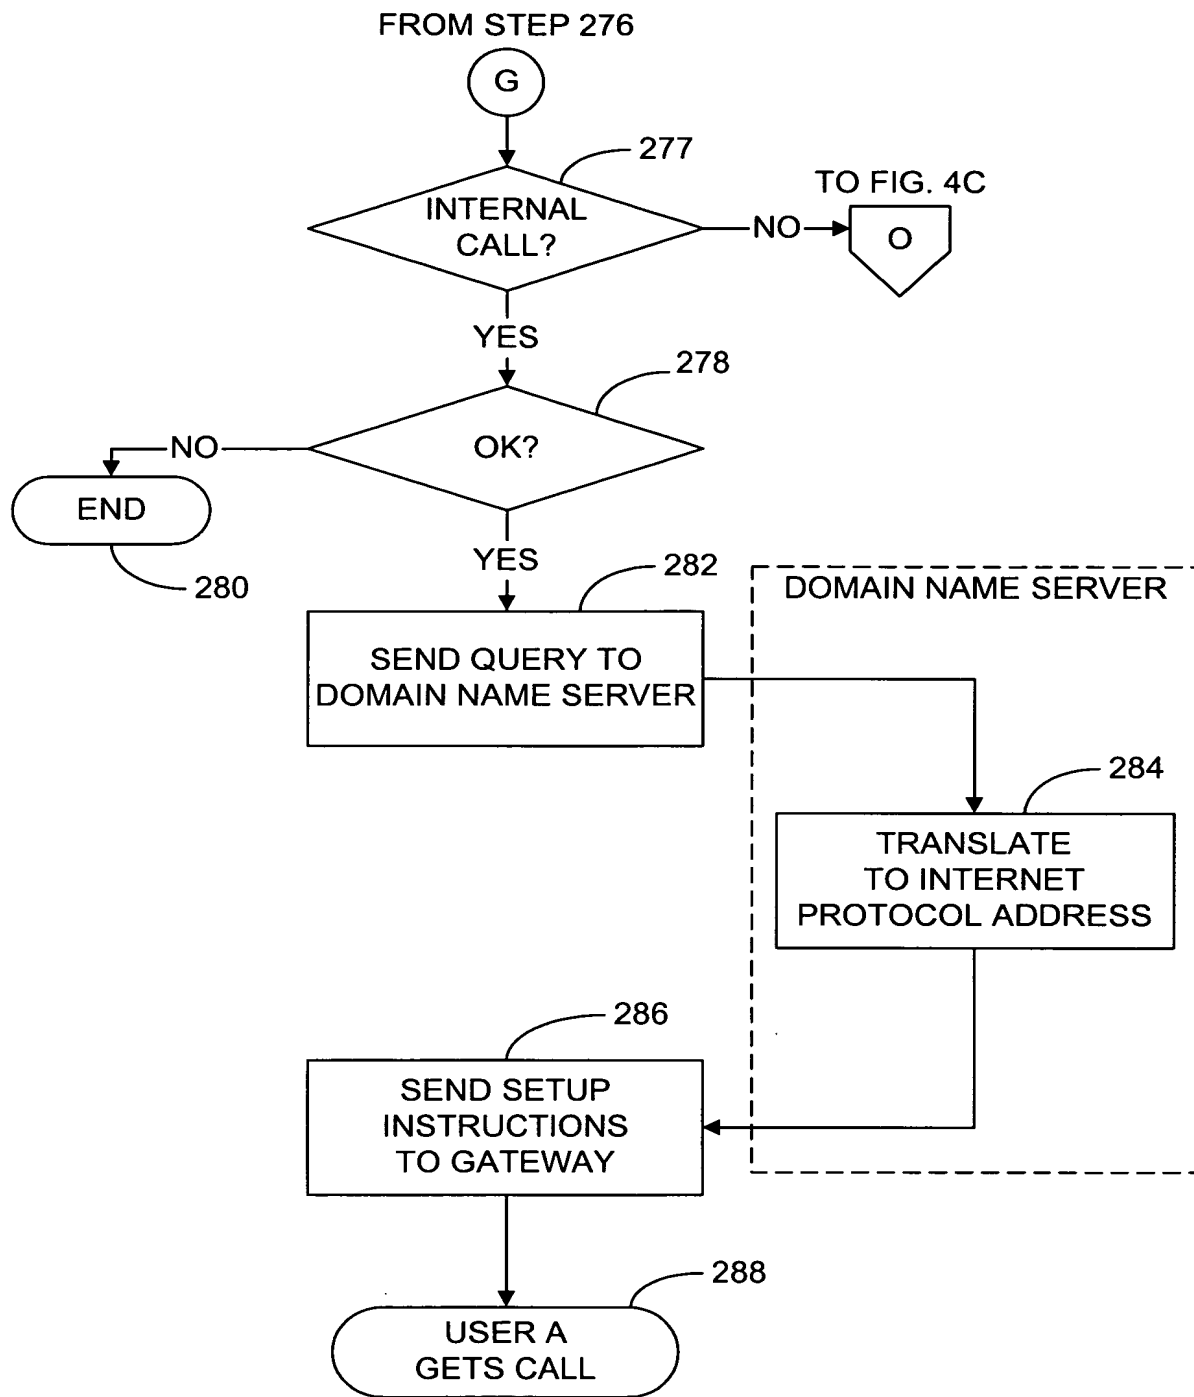 FROM STEP 276
G
277
INTERNAL
CALL?
NO
TO FIG. 4C
O
YES
278
OK?
NO
END
280
YES
282
SEND QUERY TO
DOMAIN NAME SERVER
DOMAIN NAME SERVER
284
TRANSLATE
TO INTERNET
PROTOCOL ADDRESS
286
SEND SETUP
INSTRUCTIONS
TO GATEWAY
288
USER A
GETS CALL